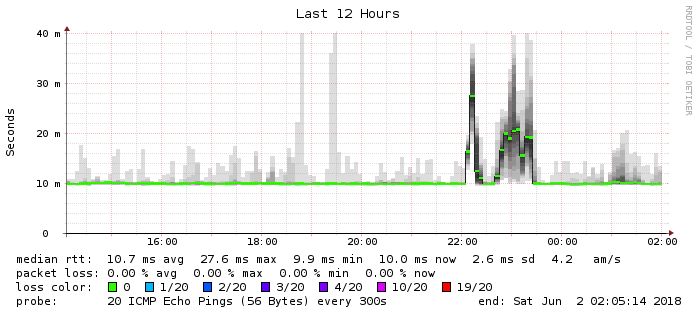 Last 12 Hours
RRDTOOL / TOBI OETIKER
Seconds
40 m
30 m
20 m
10 m
0
16:00 18:00 20:00 22:00 00:00 02:00
median rtt: 10.7 ms avg 27.6 ms max 9.9 ms min 10.0 ms now 2.6 ms sd 4.2 am/s
packet loss: 0.00 % avg 0.00 % max 0.00 % min 0.00 % now
loss color: 0 1/20 2/20 3/20 4/20 10/20 19/20
probe: 20 ICMP Echo Pings (56 Bytes) every 300s end: Sat Jun 2 02:05:14 2018